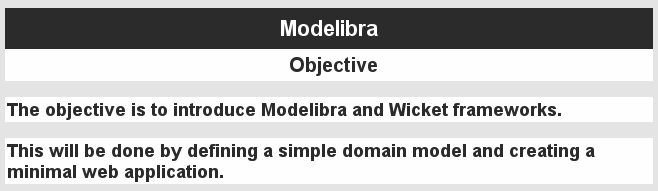 Modelibra
Objective
The objective is to introduce Modelibra and Wicket frameworks.
This will be done by defining a simple domain model and creating a
minimal web application.